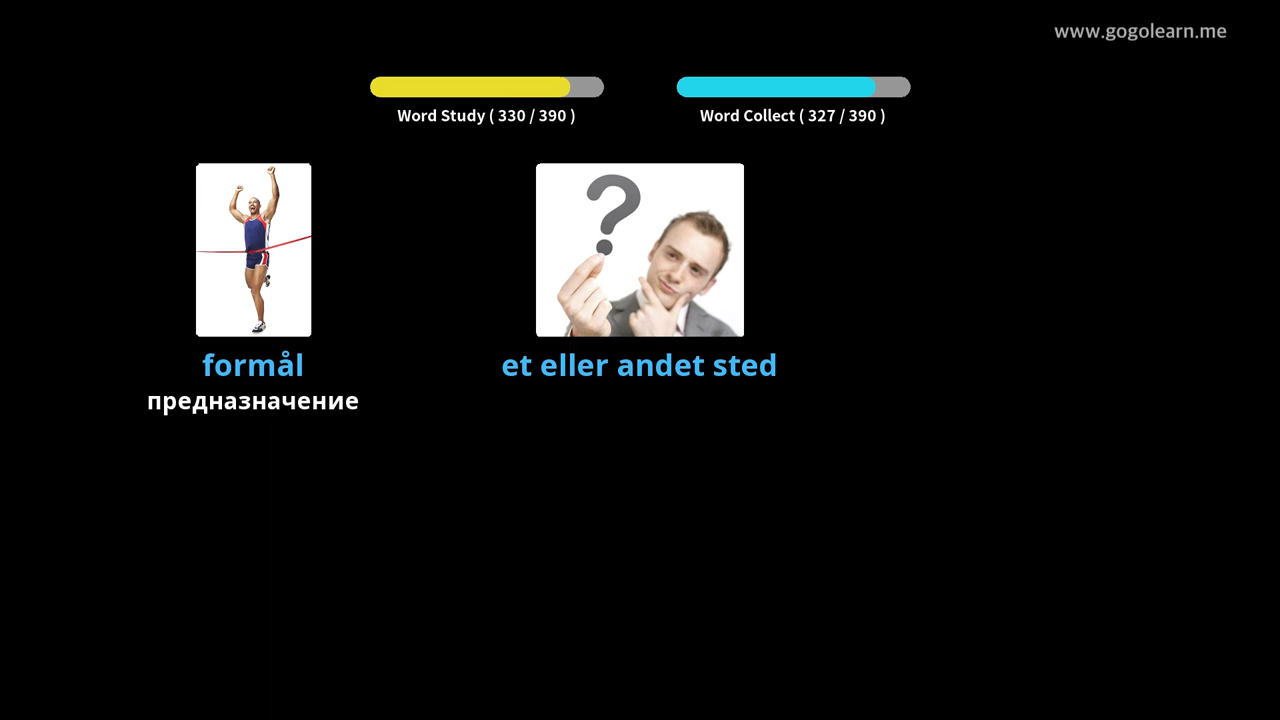 www.gogolearn.me
Word Study ( 330 / 390 )
Word Collect ( 327 / 390 )
formål
et eller andet sted
предназначение